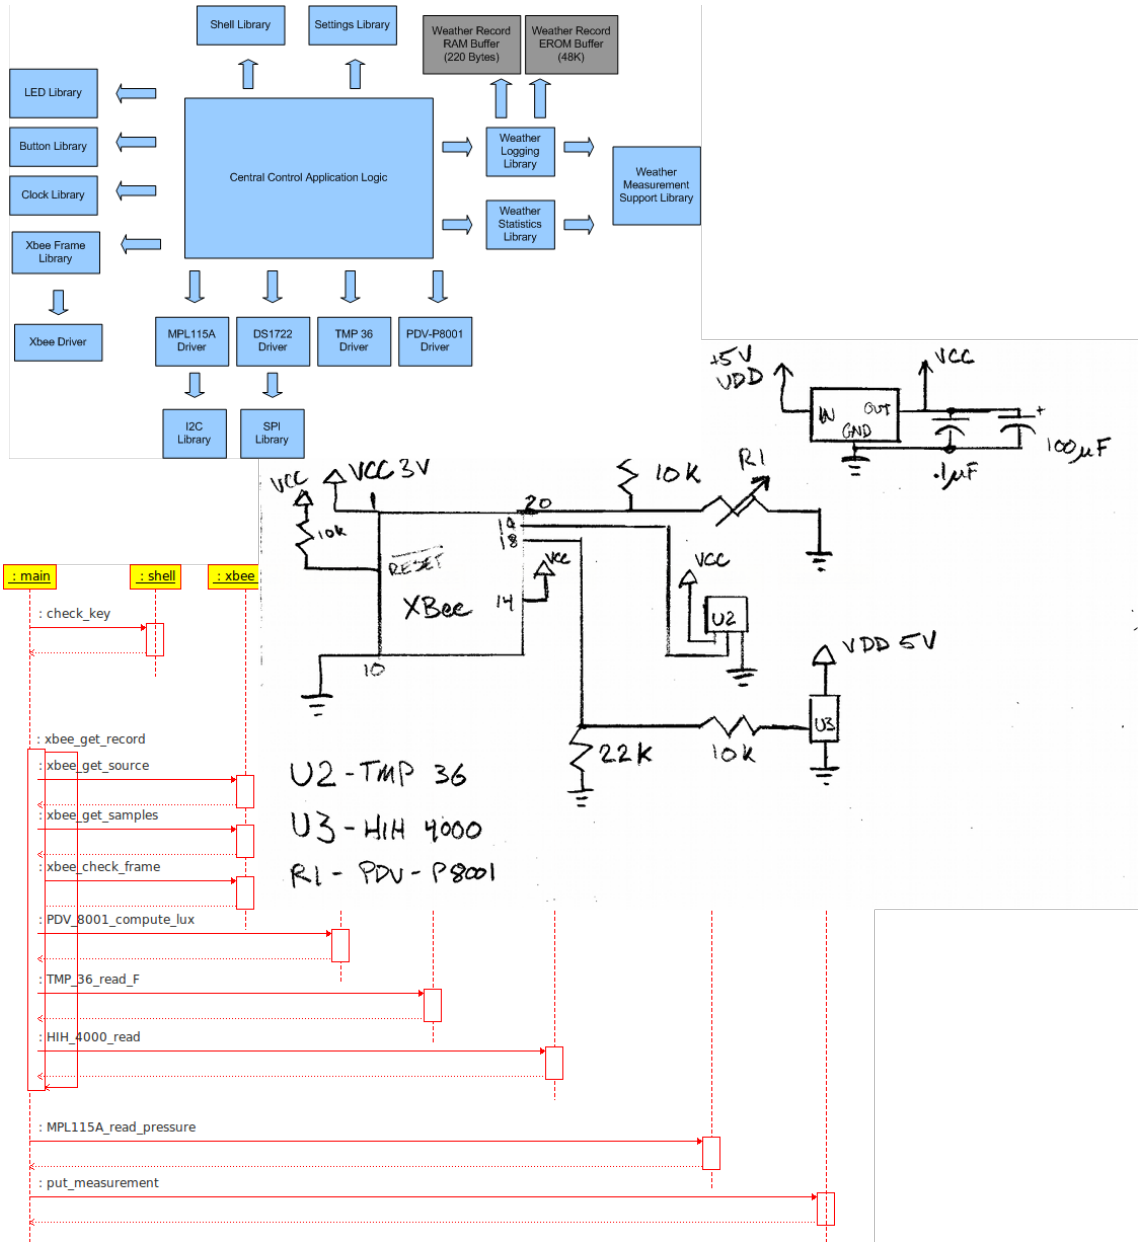 Shell Library
Settings Library
Weather Record
RAM Buffer
(220 Bytes)
Weather Record
EROM Buffer
(48K)
LED Library
Button Library
Clock Library
Xbee Frame
Library
Xbee Driver
Central Control Application Logic
Weather
Logging
Library
Weather
Statistics
Library
Weather
Measurement
Support Library
MPL115A
Driver
DS1722
Driver
TMP 36
Driver
PDV-P8001
Driver
I2C
Library
SPI
Library
+5V
VDD
VCC
IN
OUT
GND
+
100µF
.1µF
VCC
VCC 3V
1
10K
RESET
XBee
10
20
19
18
14
VCC
10K
R1
VCC
U2
VDD 5V
U3
22K
10K
U2 - TMP 36
U3 - HIH 4000
R1 - PDV - P8001
: main
: shell
: xbee
: check_key
: xbee_get_record
: xbee_get_source
: xbee_get_samples
: xbee_check_frame
: PDV_8001_compute_lux
: TMP_36_read_F
: HIH_4000_read
: MPL115A_read_pressure
: put_measurement